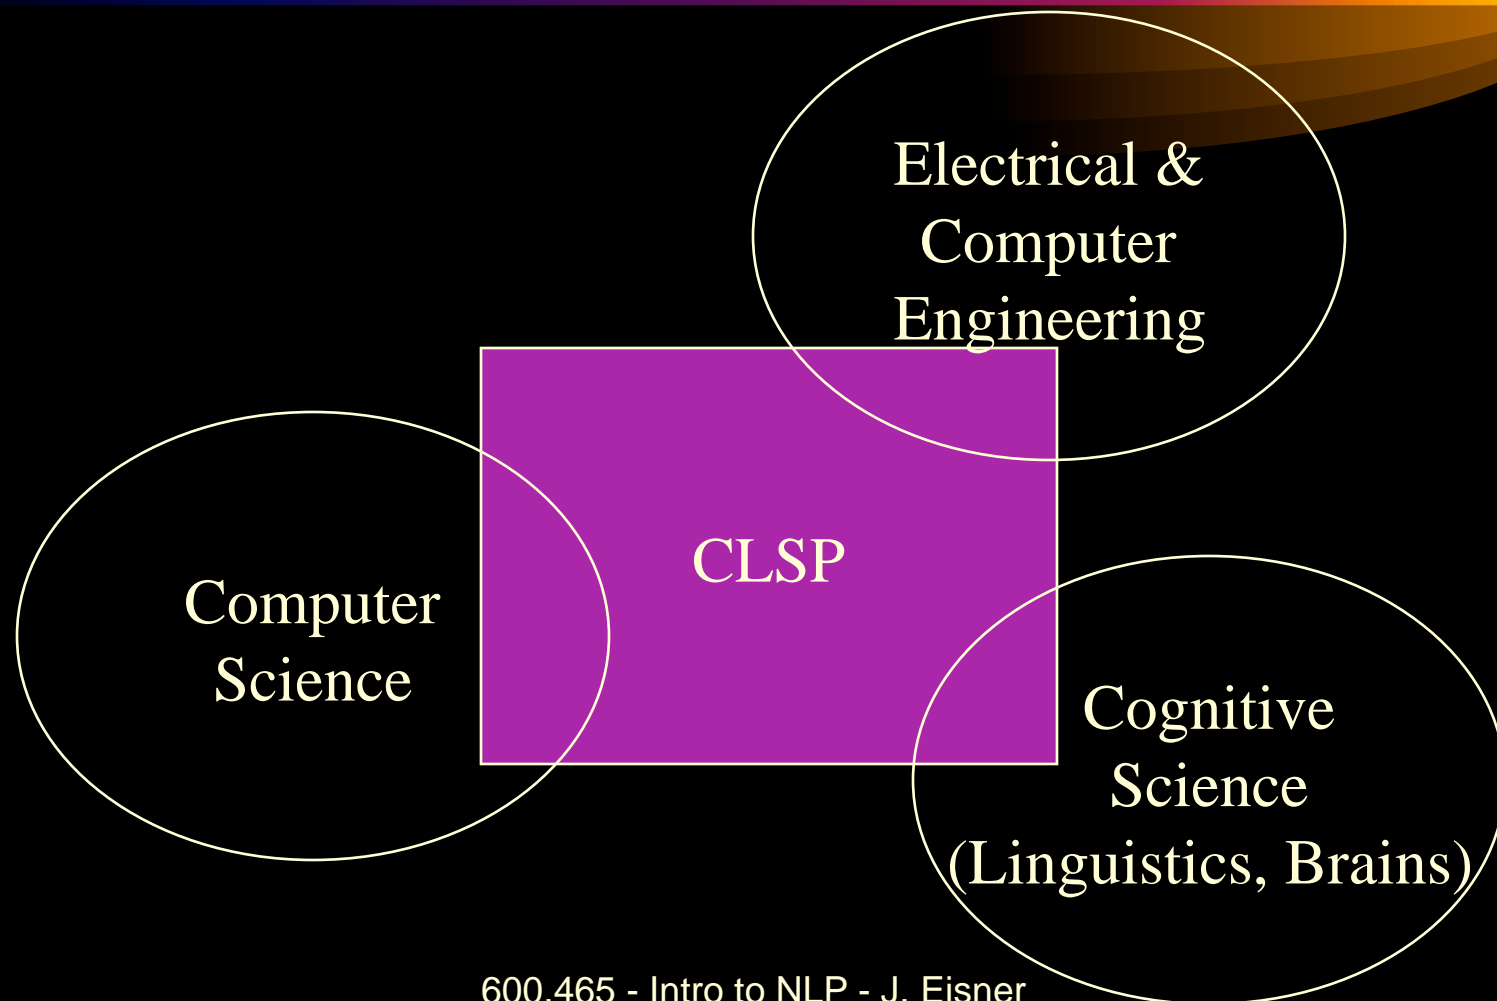 Electrical &
Computer
Engineering
CLSP
Computer
Science
Cognitive
Science
(Linguistics, Brains)
600.465 - Intro to NLP - J. Eisner